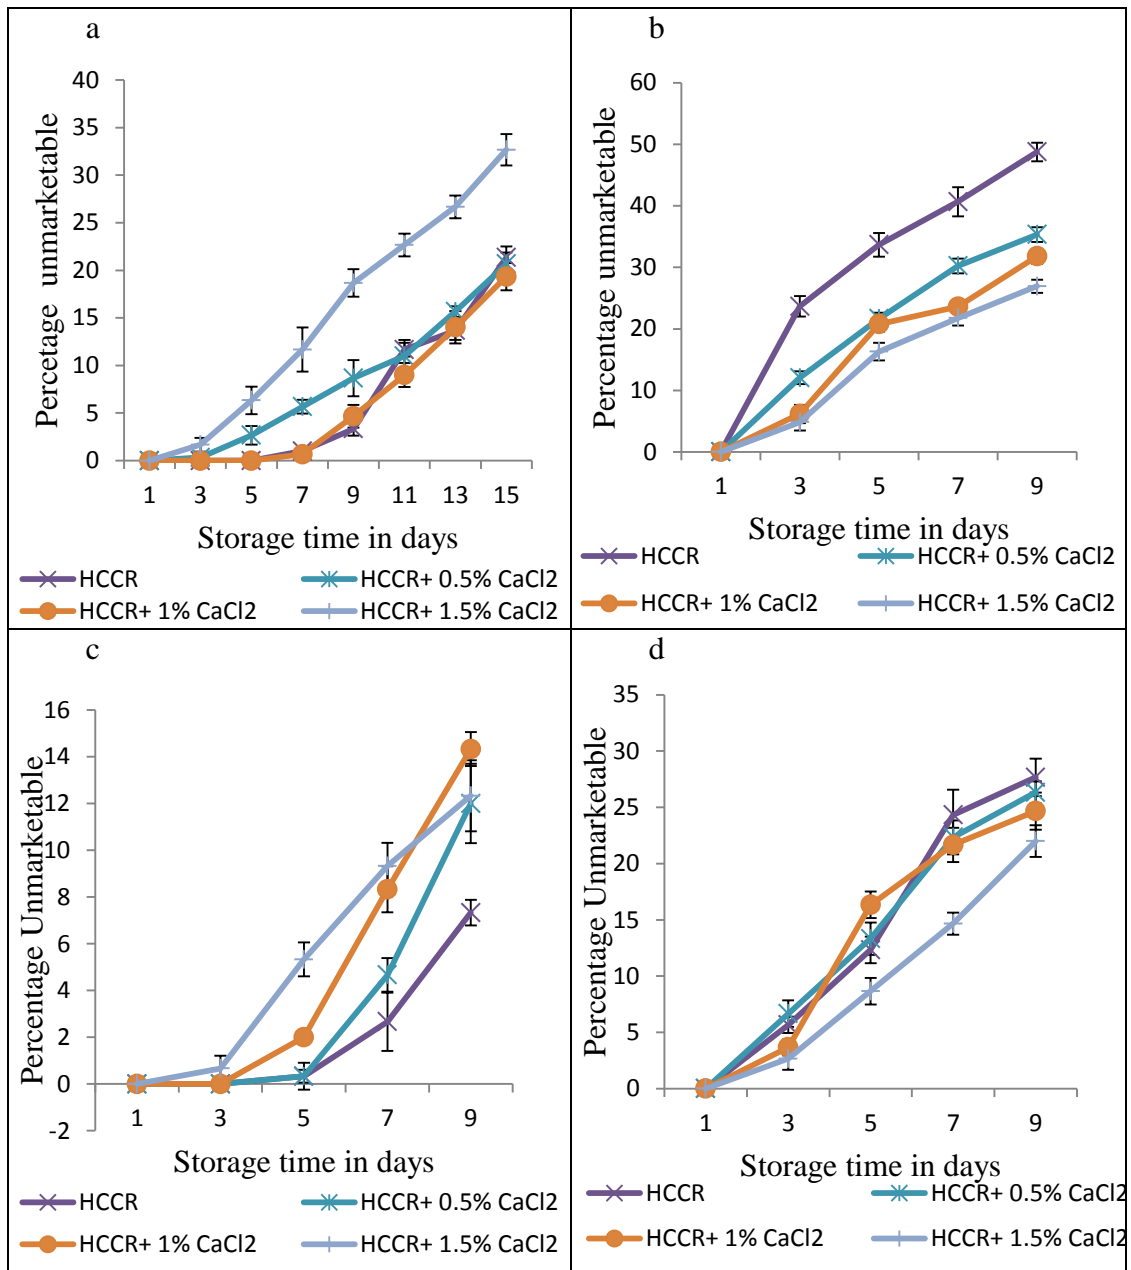 a
Percetage unmarketable
40
35
30
25
20
15
10
5
0
1 3 5 7 9 11 13 15
Storage time in days
HCCR HCCR+ 0.5% CaCl2
HCCR+ 1% CaCl2 HCCR+ 1.5% CaCl2
b
Percentage unmarketable
60
50
40
30
20
10
0
1 3 5 7 9
Storage time in days
HCCR HCCR+ 0.5% CaCl2
HCCR+ 1% CaCl2 HCCR+ 1.5% CaCl2
c
Percentage Unmarketable
16
14
12
10
8
6
4
2
0
-2
1 3 5 7 9
Storage time in days
HCCR HCCR+ 0.5% CaCl2
HCCR+ 1% CaCl2 HCCR+ 1.5% CaCl2
d
Percentage Unmarketable
35
30
25
20
15
10
5
0
1 3 5 7 9
Storage time in days
HCCR HCCR+ 0.5% CaCl2
HCCR+ 1% CaCl2 HCCR+ 1.5% CaCl2